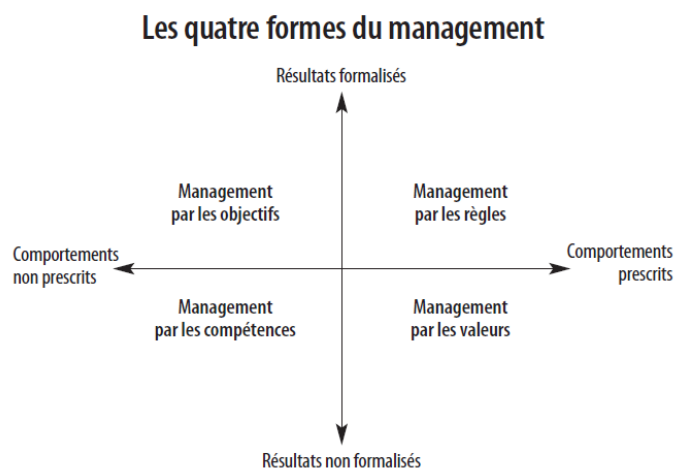 Les quatre formes du management
Résultats formalisés
Management
par les objectifs
Management
par les règles
Comportements
non prescrits
Comportements
prescrits
Management
par les compétences
Management
par les valeurs
Résultats non formalisés